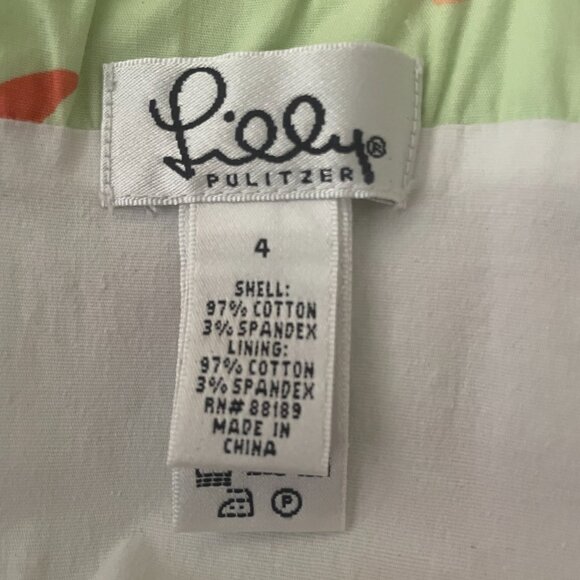 Lilly®
PULITZER
4
SHELL:
97% COTTON
3% SPANDEX
LINING:
97% COTTON
3% SPANDEX
RN# 88189
MADE IN
CHINA
P